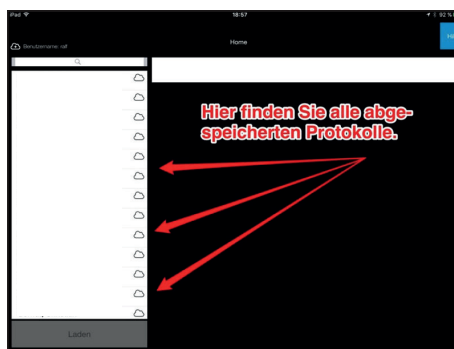 iPad 18:57 92 %
Benutzername: ralf Home
Hier finden Sie alle abge-
speicherten Protokolle.
Laden